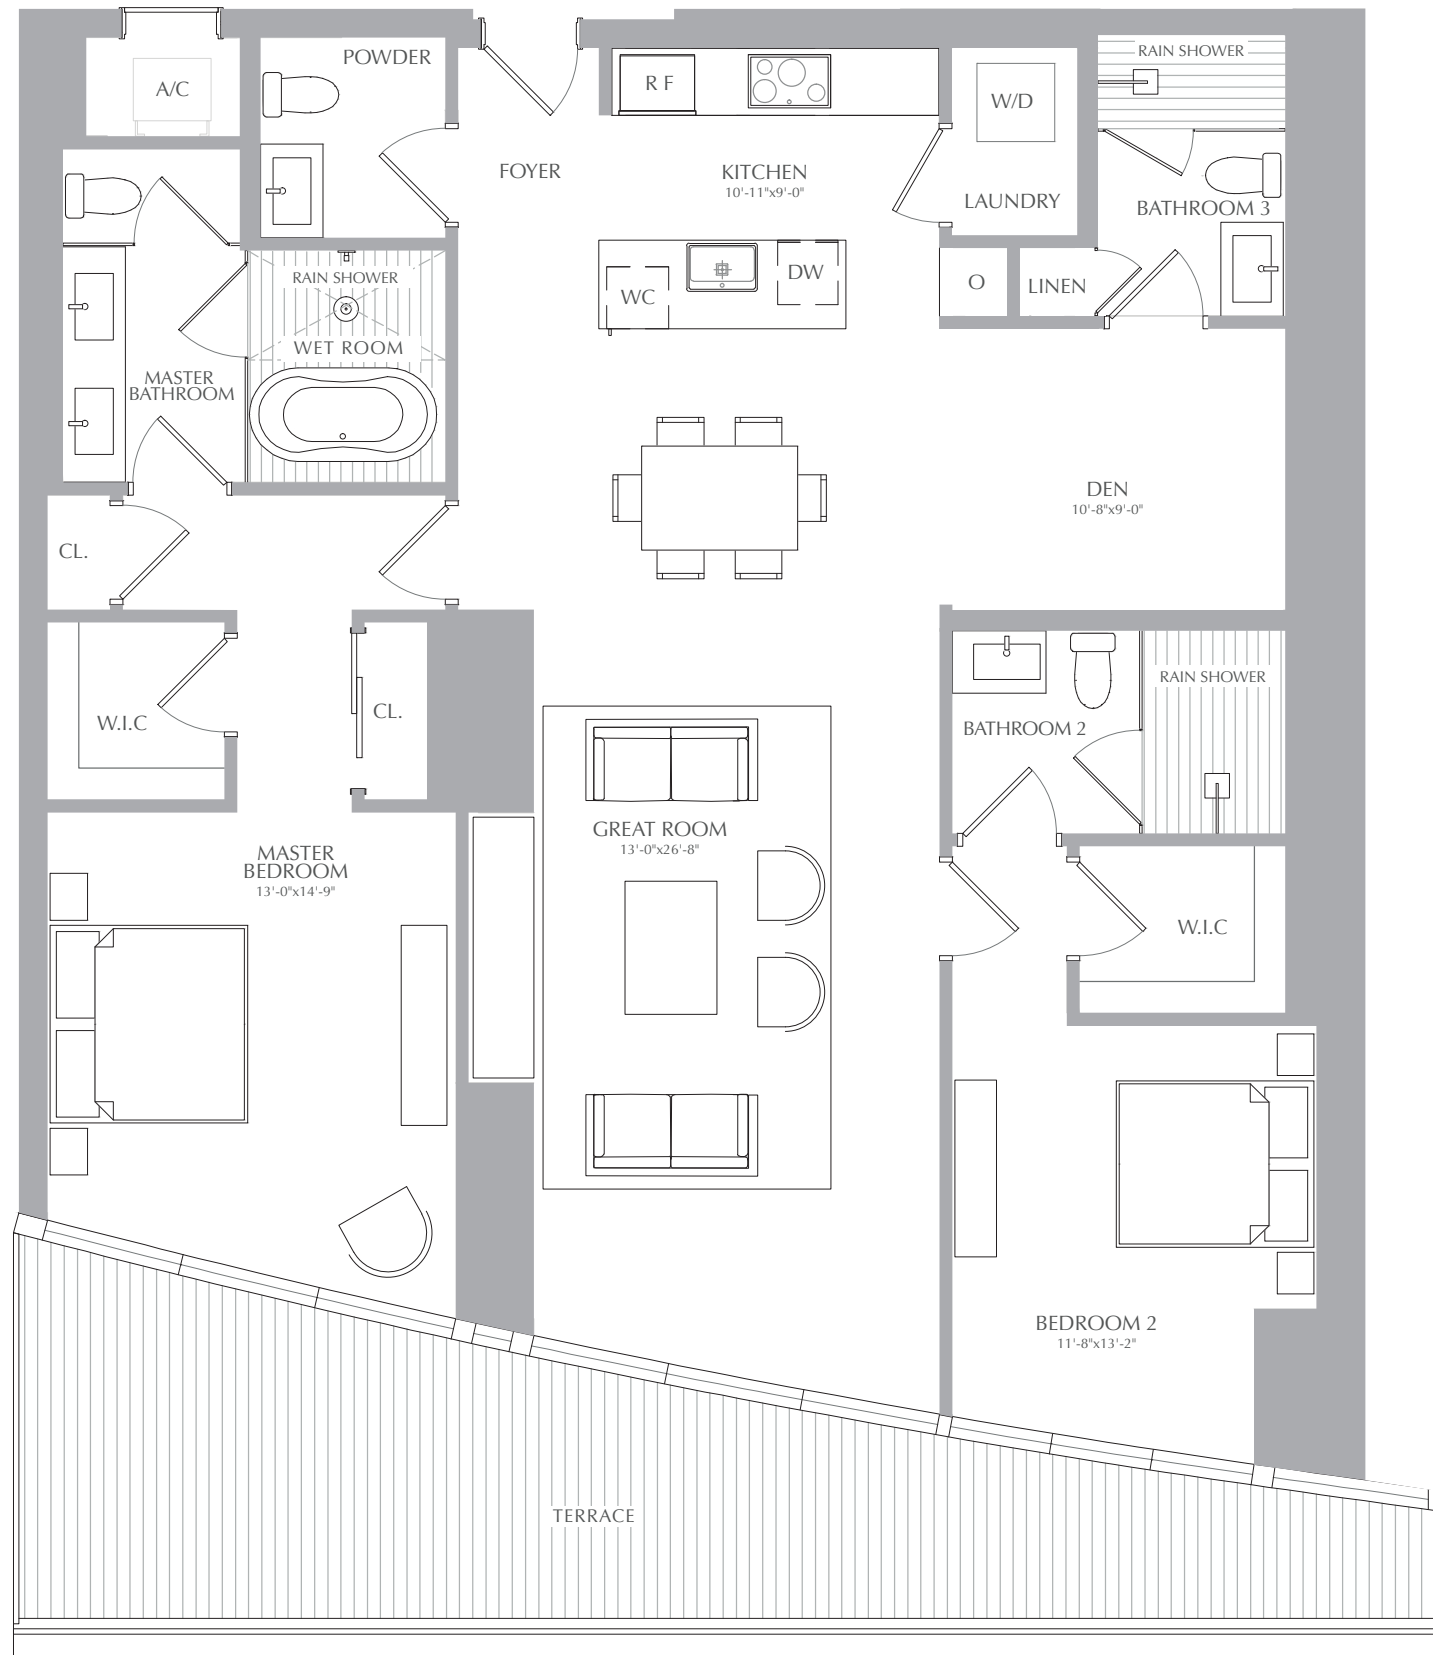 POWDER
RAIN SHOWER
A/C
R F
W/D
FOYER
KITCHEN
10'-11"x9'-0"
LAUNDRY
BATHROOM 3
RAIN SHOWER
WC
DW
O
LINEN
WET ROOM
MASTER
BATHROOM
DEN
10'-8"x9'-0"
CL.
W.I.C
CL.
RAIN SHOWER
BATHROOM 2
GREAT ROOM
13'-0"x26'-8"
MASTER
BEDROOM
13'-0"x14'-9"
W.I.C
BEDROOM 2
11'-8"x13'-2"
TERRACE